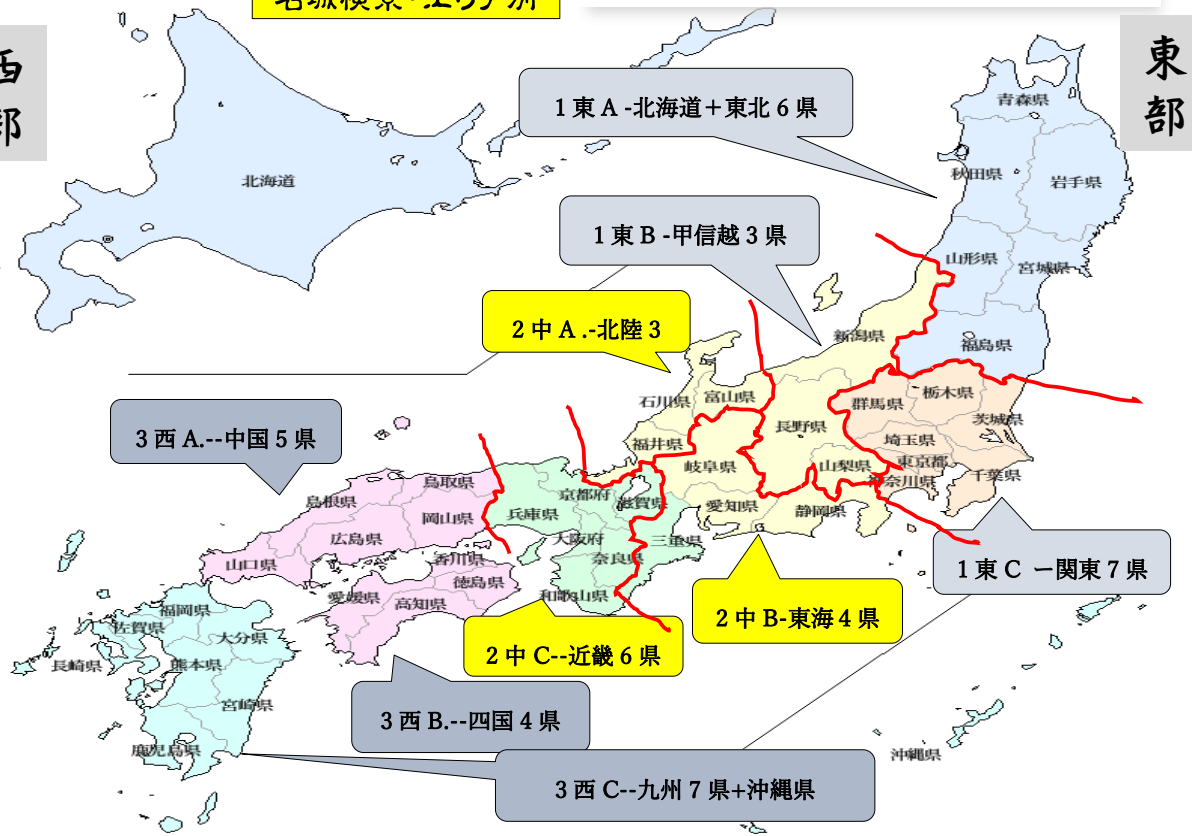 西部
東部
1東A-北海道＋東北6県
青森県
北海道
秋田県
岩手県
1東B-甲信越3県
山形県
宮城県
2中A.-北陸3
新潟県
福島県
石川県
富山県
群馬県
栃木県
茨城県
3西A.--中国5県
長野県
埼玉県
福井県
岐阜県
山梨県
東京都
千葉県
神奈川県
島根県
鳥取県
京都府
滋賀県
愛知県
静岡県
兵庫県
岡山県
広島県
大阪府
三重県
奈良県
山口県
香川県
徳島県
1東C ー関東7県
愛媛県
高知県
和歌山県
福岡県
佐賀県
大分県
2中B-東海4県
長崎県
熊本県
2中C--近畿6県
宮崎県
3西B.--四国4県
鹿児島県
沖縄県
3西C--九州7県+沖縄県